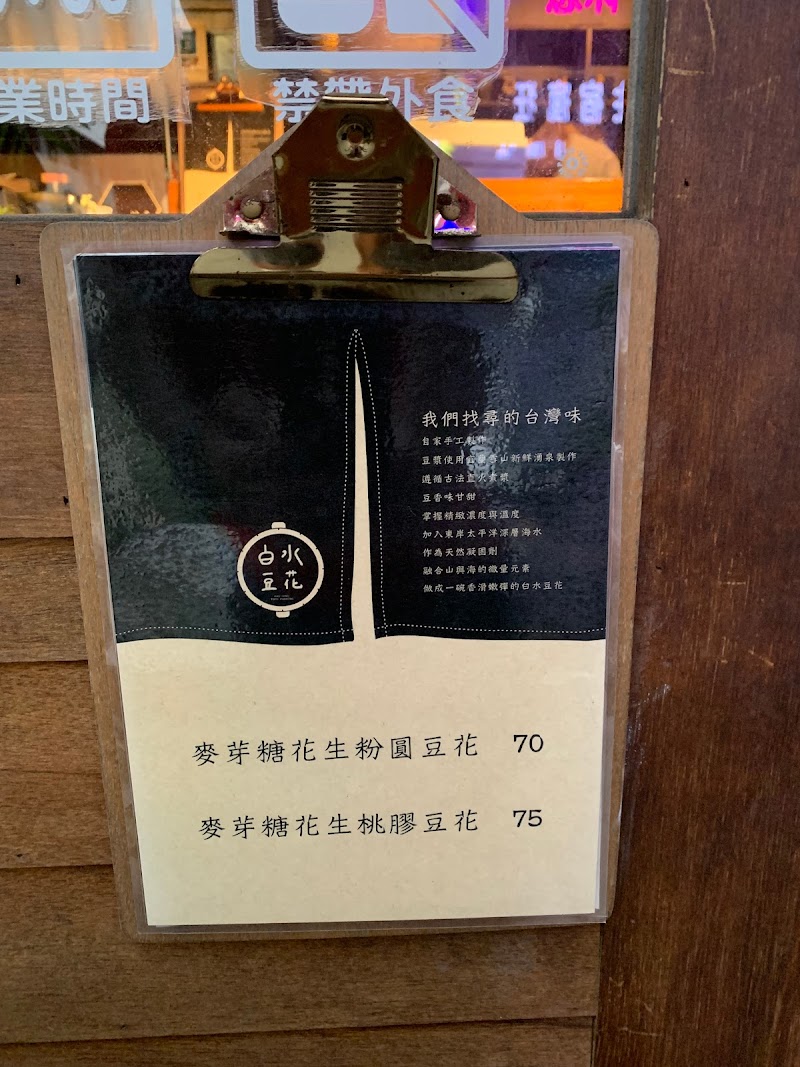 業時間
禁帶外食
我們找尋的台灣味
自家手工製作
豆漿使用 雪山新鮮湧泉製作
遵循古法直火煮漿
豆香味甘甜
掌握精緻濃度與溫度
加入東岸太平洋深層海水
作為天然凝固劑
融合山與海的微量元素
做成一碗香滑嫩彈的白水豆花
白水
豆花
麥芽糖花生粉圓豆花 70
麥芽糖花生桃膠豆花 75